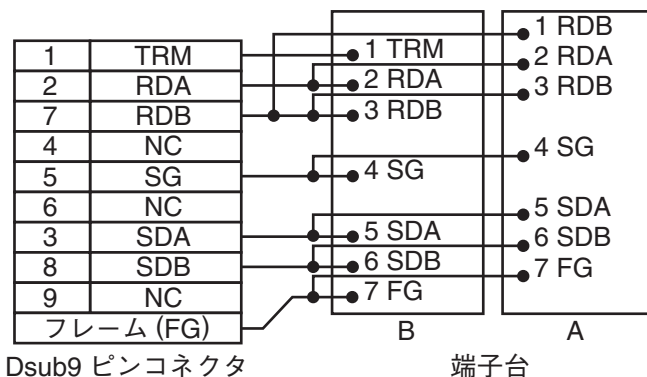 1 TRM
2 RDA
7 RDB
4 NC
5 SG
6 NC
3 SDA
8 SDB
9 NC
フレーム (FG)
Dsub9 ピンコネクタ
1 TRM
2 RDA
3 RDB
4 SG
5 SDA
6 SDB
7 FG
B
1 RDB
2 RDA
3 RDB
4 SG
5 SDA
6 SDB
7 FG
A
端子台